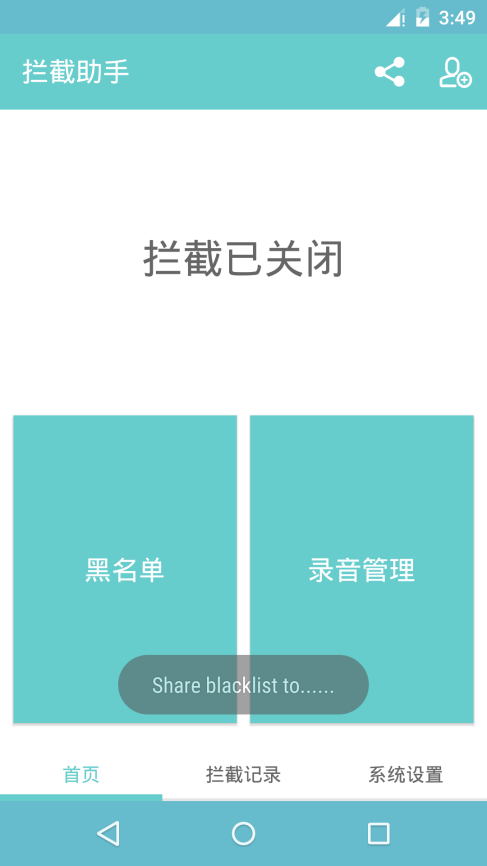 3:49
拦截助手
拦截已关闭
黑名单
录音管理
Share blacklist to......
首页
拦截记录
系统设置